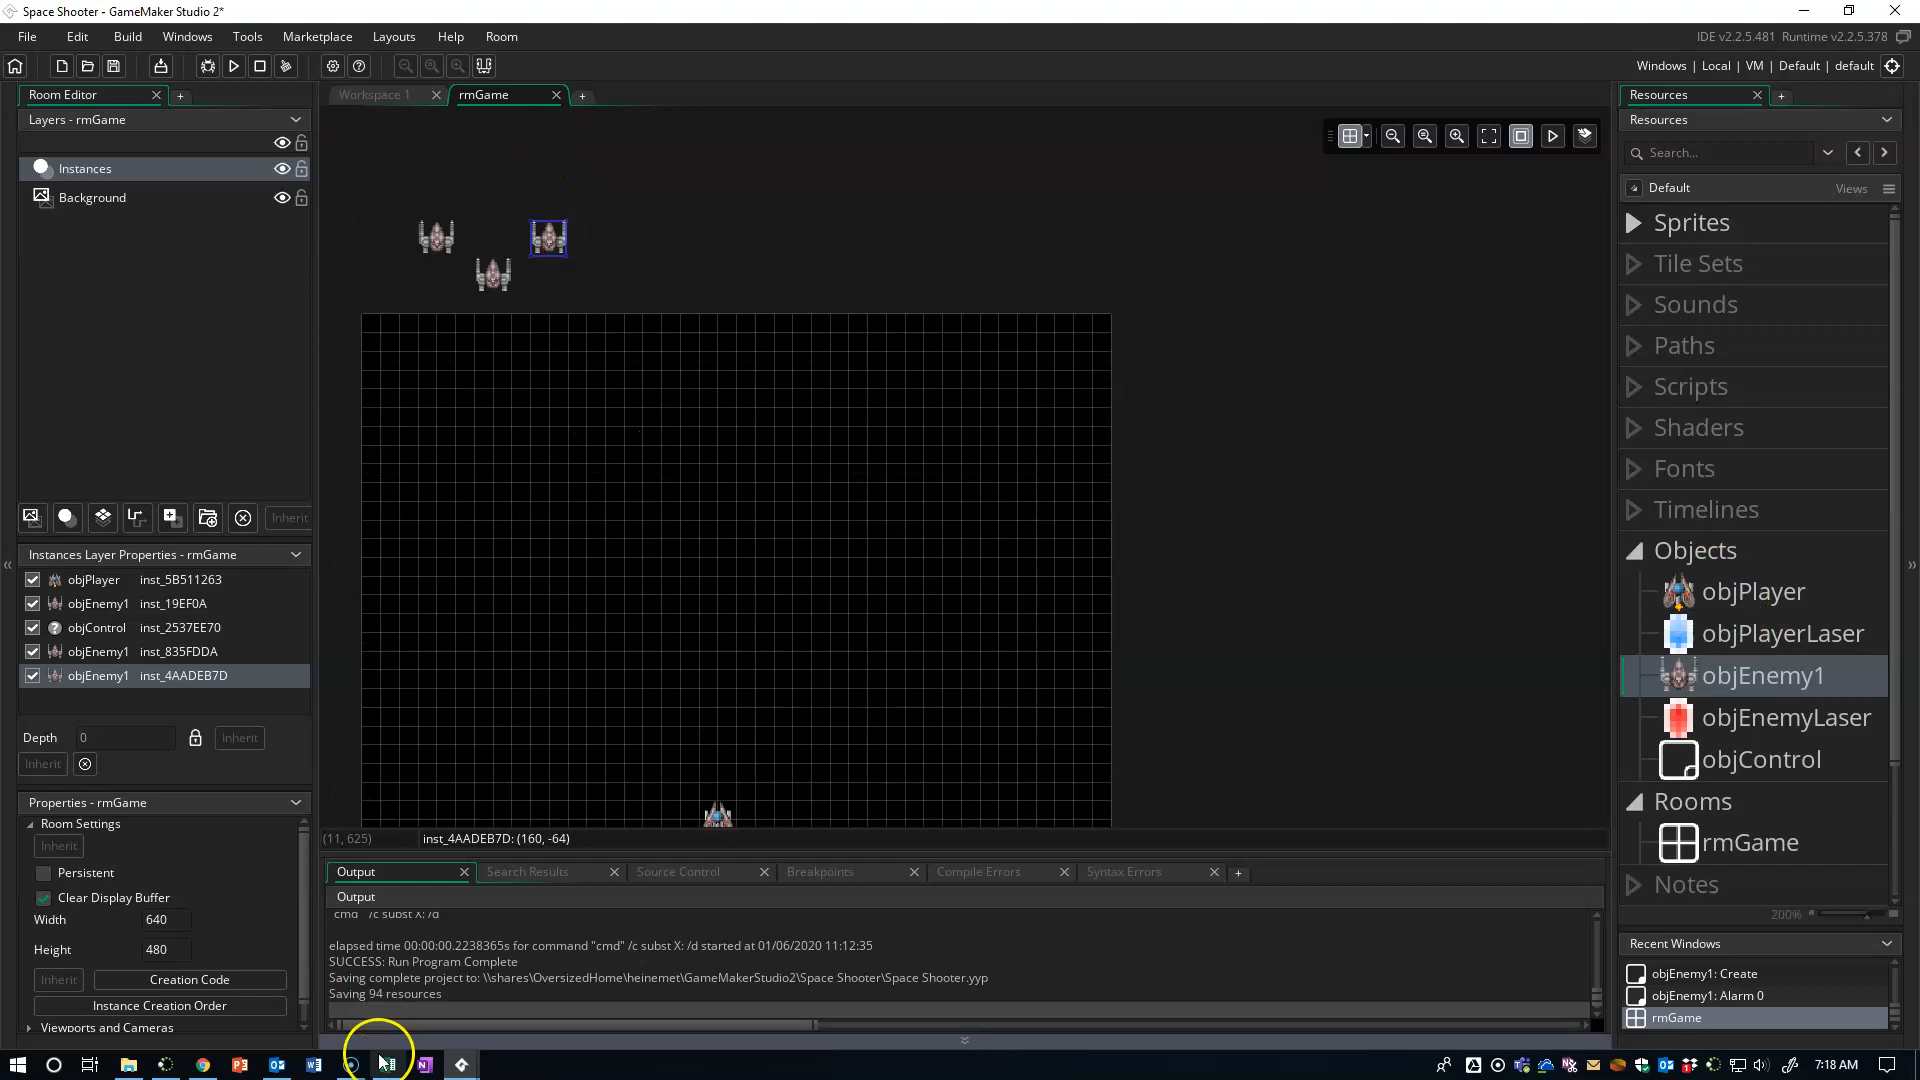 Space Shooter - GameMaker Studio 2*
File Edit Build Windows Tools Marketplace Layouts Help Room
IDE v2.2.5.481 Runtime v2.2.5.378
Windows | Local | VM | Default | default
Room Editor
Workspace 1
rmGame
Resources
Layers - rmGame
Resources
Search...
Instances
Default
Views
Background
Sprites
Tile Sets
Sounds
Paths
Scripts
Shaders
Fonts
Timelines
Inherit
Objects
Instances Layer Properties - rmGame
objPlayer inst_5B511263
objPlayer
objEnemy1 inst_19EF0A
objControl inst_2537EE70
objPlayerLaser
objEnemy1 inst_835FDDA
objEnemy1 inst_4AADEB7D
objEnemy1
objEnemyLaser
Depth 0 Inherit
Inherit
objControl
Properties - rmGame
Rooms
Room Settings
Inherit
(11, 625) inst_4AADEB7D: (160, -64)
rmGame
Persistent
Output Search Results Source Control Breakpoints Compile Errors Syntax Errors
Notes
Clear Display Buffer
Output
Width 640
cmd /c subst X: /d
200%
Height 480
elapsed time 00:00:00.2238365s for command "cmd" /c subst X: /d started at 01/06/2020 11:12:35
Recent Windows
SUCCESS: Run Program Complete
Inherit Creation Code
Saving complete project to: \\shares\OversizedHome\heinemet\GameMakerStudio2\Space Shooter\Space Shooter.yyp
objEnemy1: Create
Saving 94 resources
objEnemy1: Alarm 0
Instance Creation Order
rmGame
Viewports and Cameras
7:18 AM